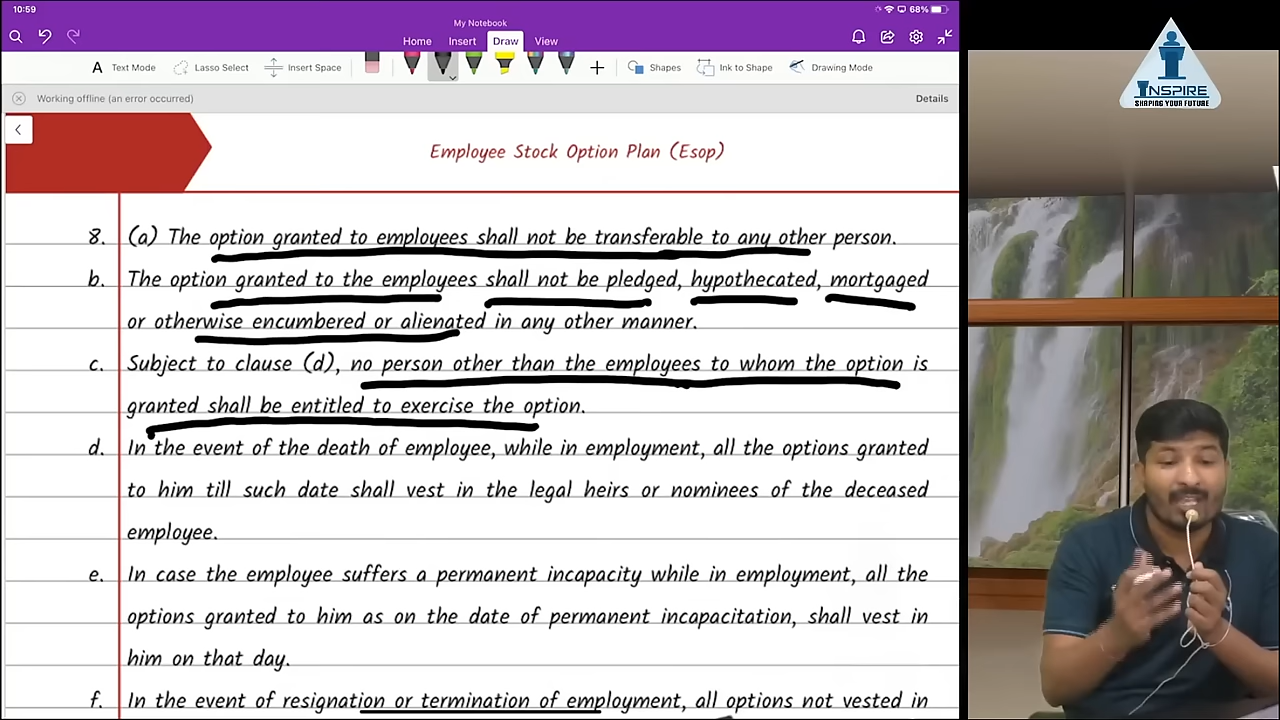 10:59
68%
My Notebook
Home Insert Draw View
Text Mode Lasso Select Insert Space Shapes Ink to Shape Drawing Mode
Working offline (an error occurred) Details
INSPIRE
SHAPING YOUR FUTURE
Employee Stock Option Plan (Esop)
8. (a) The option granted to employees shall not be transferable to any other person.
b. The option granted to the employees shall not be pledged, hypothecated, mortgaged
or otherwise encumbered or alienated in any other manner.
c. Subject to clause (d), no person other than the employees to whom the option is
granted shall be entitled to exercise the option.
d. In the event of the death of employee, while in employment, all the options granted
to him till such date shall vest in the legal heirs or nominees of the deceased
employee.
e. In case the employee suffers a permanent incapacity while in employment, all the
options granted to him as on the date of permanent incapacitation, shall vest in
him on that day.
f. In the event of resignation or termination of employment, all options not vested in